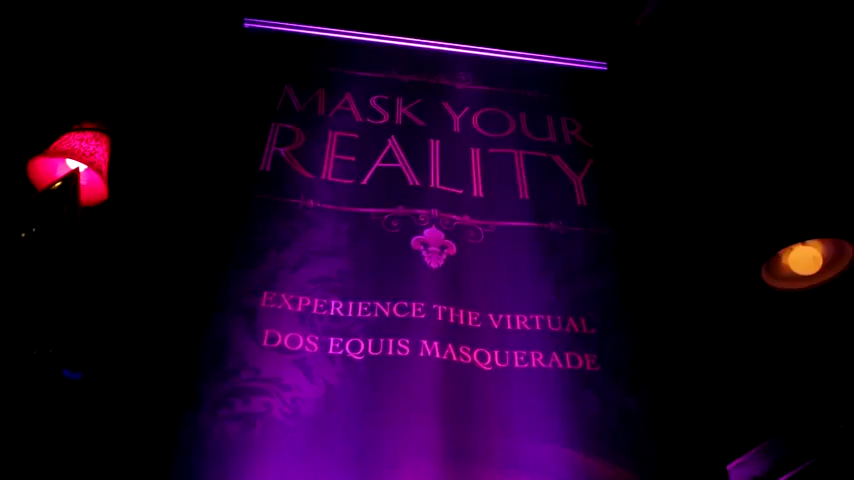 MASK YOUR
REALITY
EXPERIENCE THE VIRTUAL
DOS EQUIS MASQUERADE